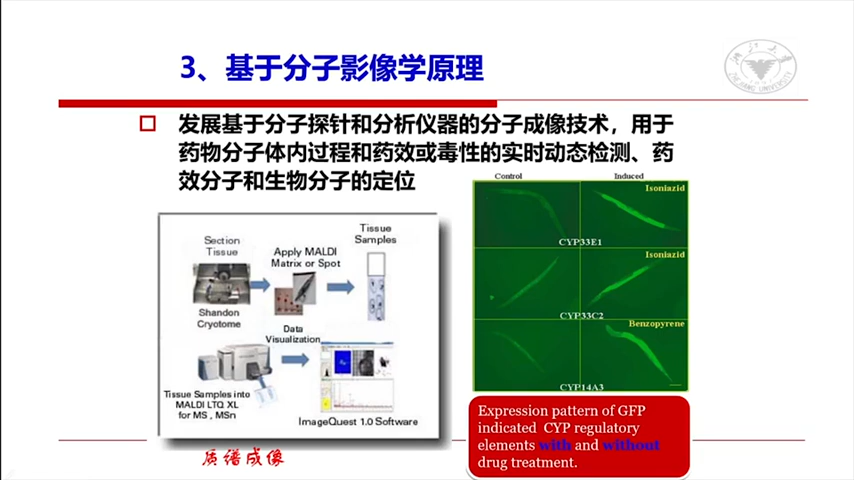 3、基于分子影像学原理
浙江大学
ZHEJIANG UNIVERSITY
发展基于分子探针和分析仪器的分子成像技术，用于
药物分子体内过程和药效或毒性的实时动态检测、药
效分子和生物分子的定位
Section
Tissue
Apply MALDI
Matrix or Spot
Tissue
Samples
Shandon
Cryotome
Data
Visualization
Tissue Samples into
MALDI LTQ XL
for MS , MSn
ImageQuest 1.0 Software
质谱成像
Control
Induced
Isoniazid
CYP33E1
Isoniazid
CYP33C2
Benzopyrene
CYP14A3
Expression pattern of GFP
indicated CYP regulatory
elements with and without
drug treatment.